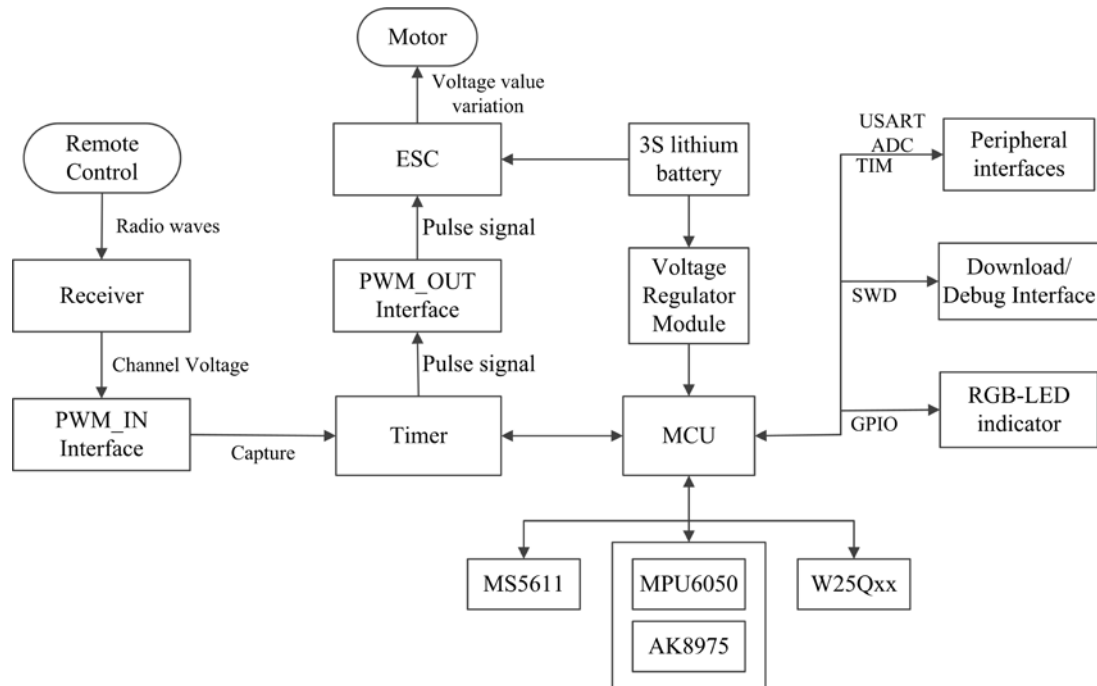 Motor
Voltage value
variation
Remote
Control
ESC
3S lithium
battery
USART
ADC
TIM
Peripheral
interfaces
Radio waves
Pulse signal
Receiver
PWM_OUT
Interface
Voltage
Regulator
Module
SWD
Download/
Debug Interface
Channel Voltage
Pulse signal
PWM_IN
Interface
Capture
Timer
MCU
GPIO
RGB-LED
indicator
MS5611
MPU6050
W25Qxx
AK8975